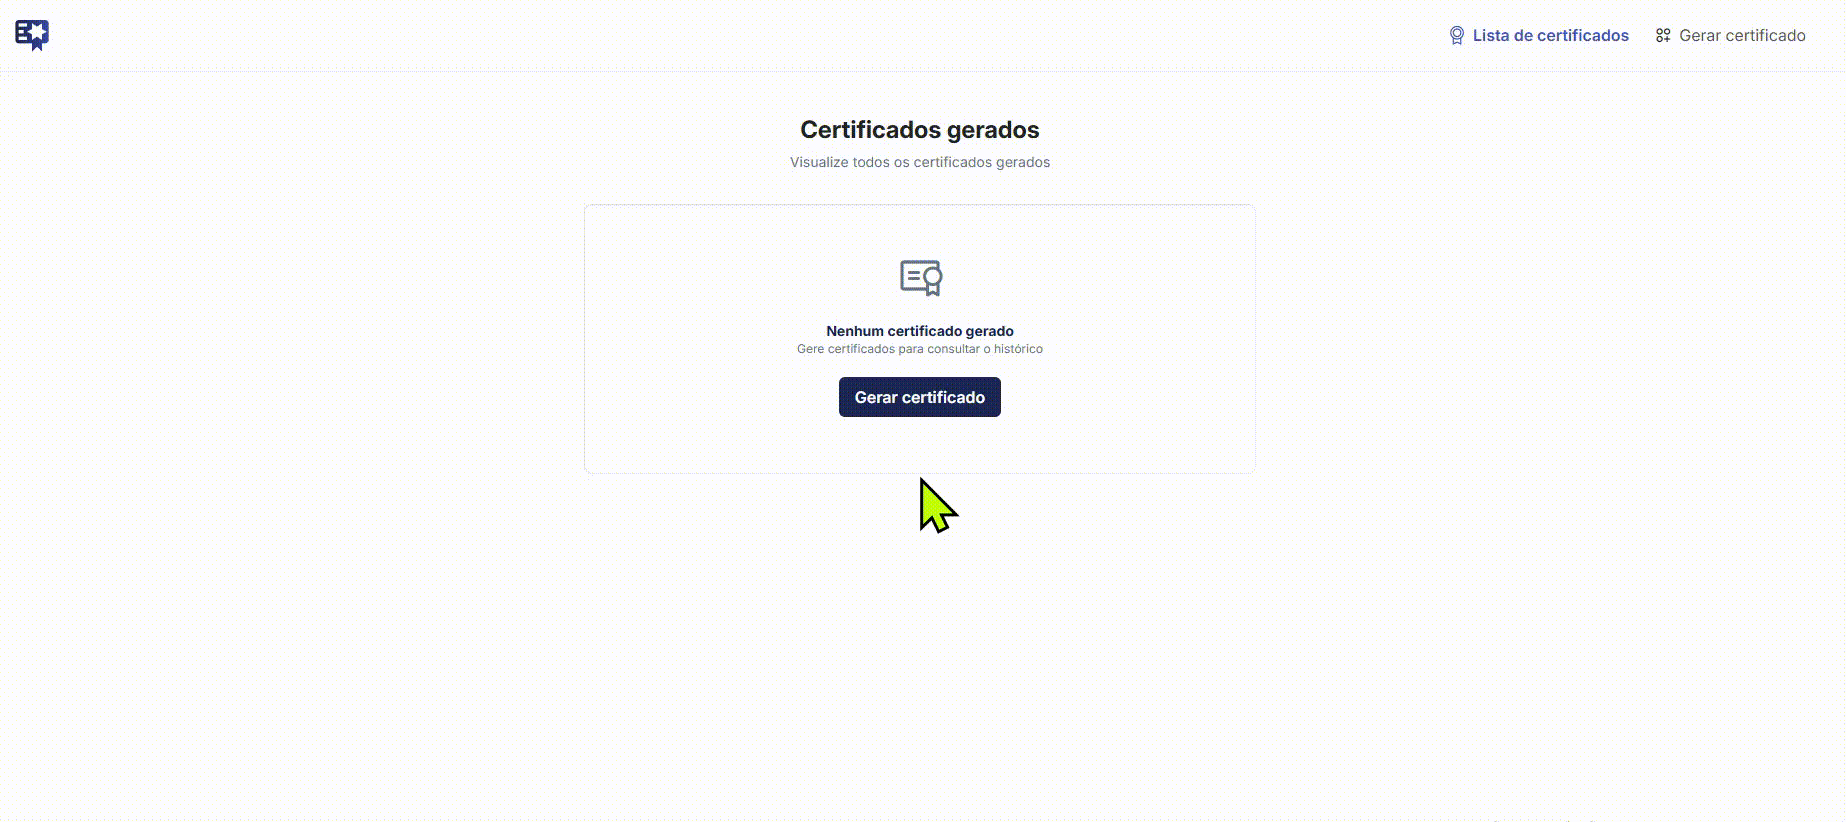 Lista de certificados
Gerar certificado
Certificados gerados
Visualize todos os certificados gerados
Nenhum certificado gerado
Gere certificados para consultar o histórico
Gerar certificado